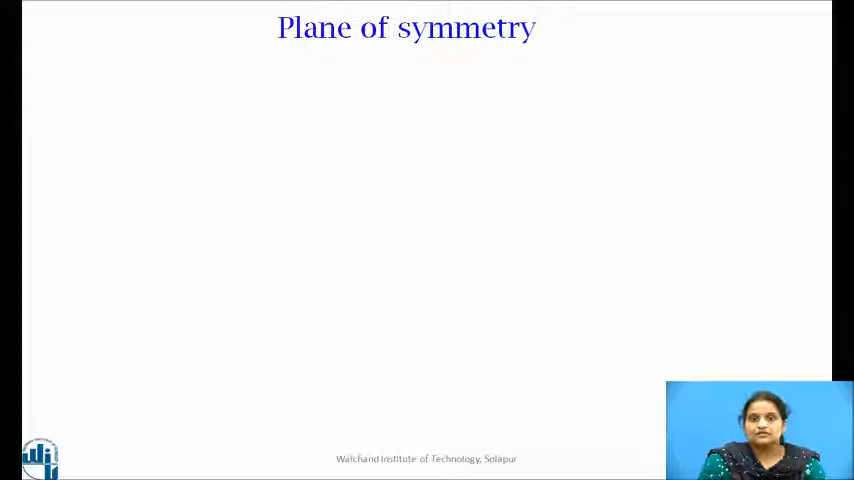 Plane of symmetry
Walchand Institute of Technology, Solapur